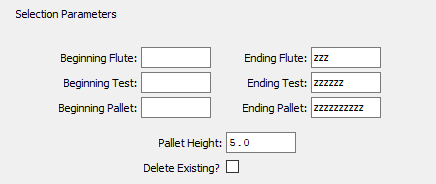 Selection Parameters
Beginning Flute: Ending Flute: zzz
Beginning Test: Ending Test: zzzzzz
Beginning Pallet: Ending Pallet: zzzzzzzzzz
Pallet Height: 5.0
Delete Existing?